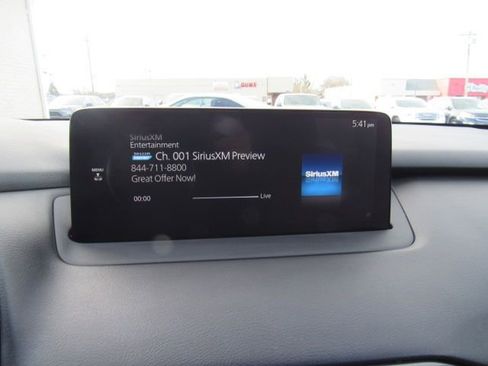 5:41 pm
SiriusXM
Entertainment
Ch. 001 SiriusXM Preview
844-711-8800
Great Offer Now!
MENU
00:00
Live
SiriusXM